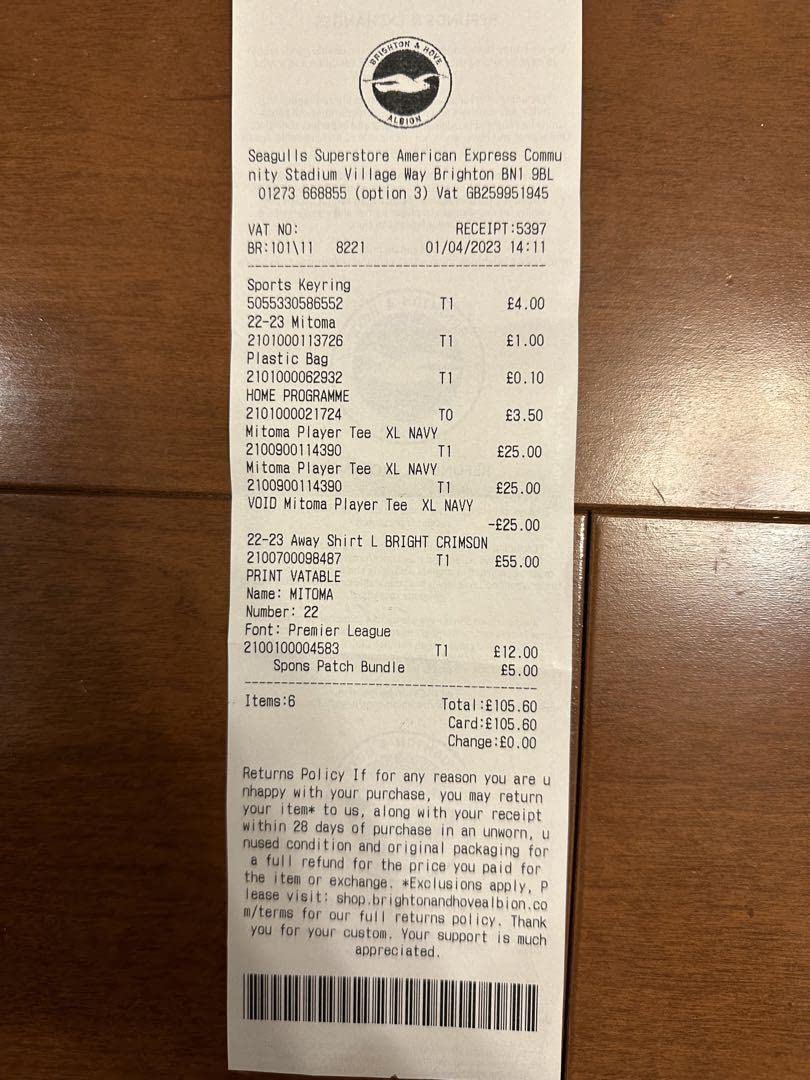 BRIGHTON & HOVE
ALBION
Seagulls Superstore American Express Commu
nity Stadium Village Way Brighton BN1 9BL
01273 668855 (option 3) Vat GB259951945
VAT NO: RECEIPT:5397
BR:101\11 8221 01/04/2023 14:11
Sports Keyring
5055330586552 T1 £4.00
22-23 Mitoma
2101000113726 T1 £1.00
Plastic Bag
2101000062932 T1 £0.10
HOME PROGRAMME
2101000021724 T0 £3.50
Mitoma Player Tee XL NAVY
2100900114390 T1 £25.00
Mitoma Player Tee XL NAVY
2100900114390 T1 £25.00
VOID Mitoma Player Tee XL NAVY
-£25.00
22-23 Away Shirt L BRIGHT CRIMSON
2100700098487 T1 £55.00
PRINT VATABLE
Name: MITOMA
Number: 22
Font: Premier League
2100100004583 T1 £12.00
Spons Patch Bundle £5.00
Items:6 Total:£105.60
Card:£105.60
Change:£0.00
Returns Policy If for any reason you are u
nhappy with your purchase, you may return
your item* to us, along with your receipt
within 28 days of purchase in an unworn, u
nused condition and original packaging for
a full refund for the price you paid for
the item or exchange. *Exclusions apply, P
lease visit: shop.brightonandhovealbion.co
m/terms for our full returns policy. Thank
you for your custom. Your support is much
appreciated.